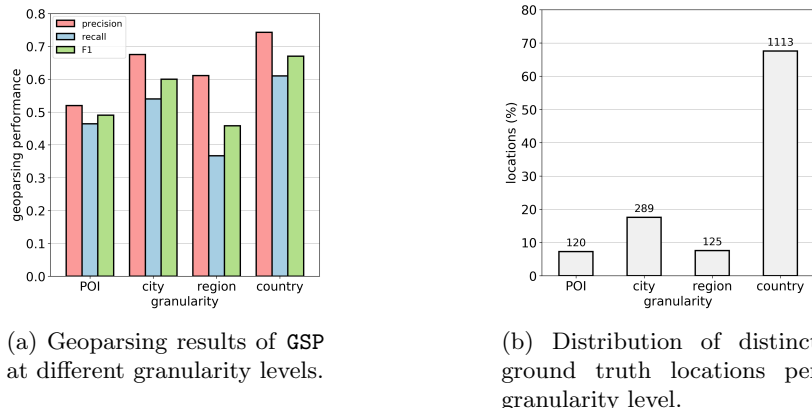 0.8
0.7
0.6
0.5
0.4
0.3
0.2
0.1
0.0
geoparsing performance
precision
recall
F1
POI city region country
granularity
80
70
60
50
40
30
20
10
0
locations (%)
120 289 125 1113
POI city region country
granularity
(a) Geoparsing results of GSP
at different granularity levels.
(b) Distribution of distinct
ground truth locations per
granularity level.